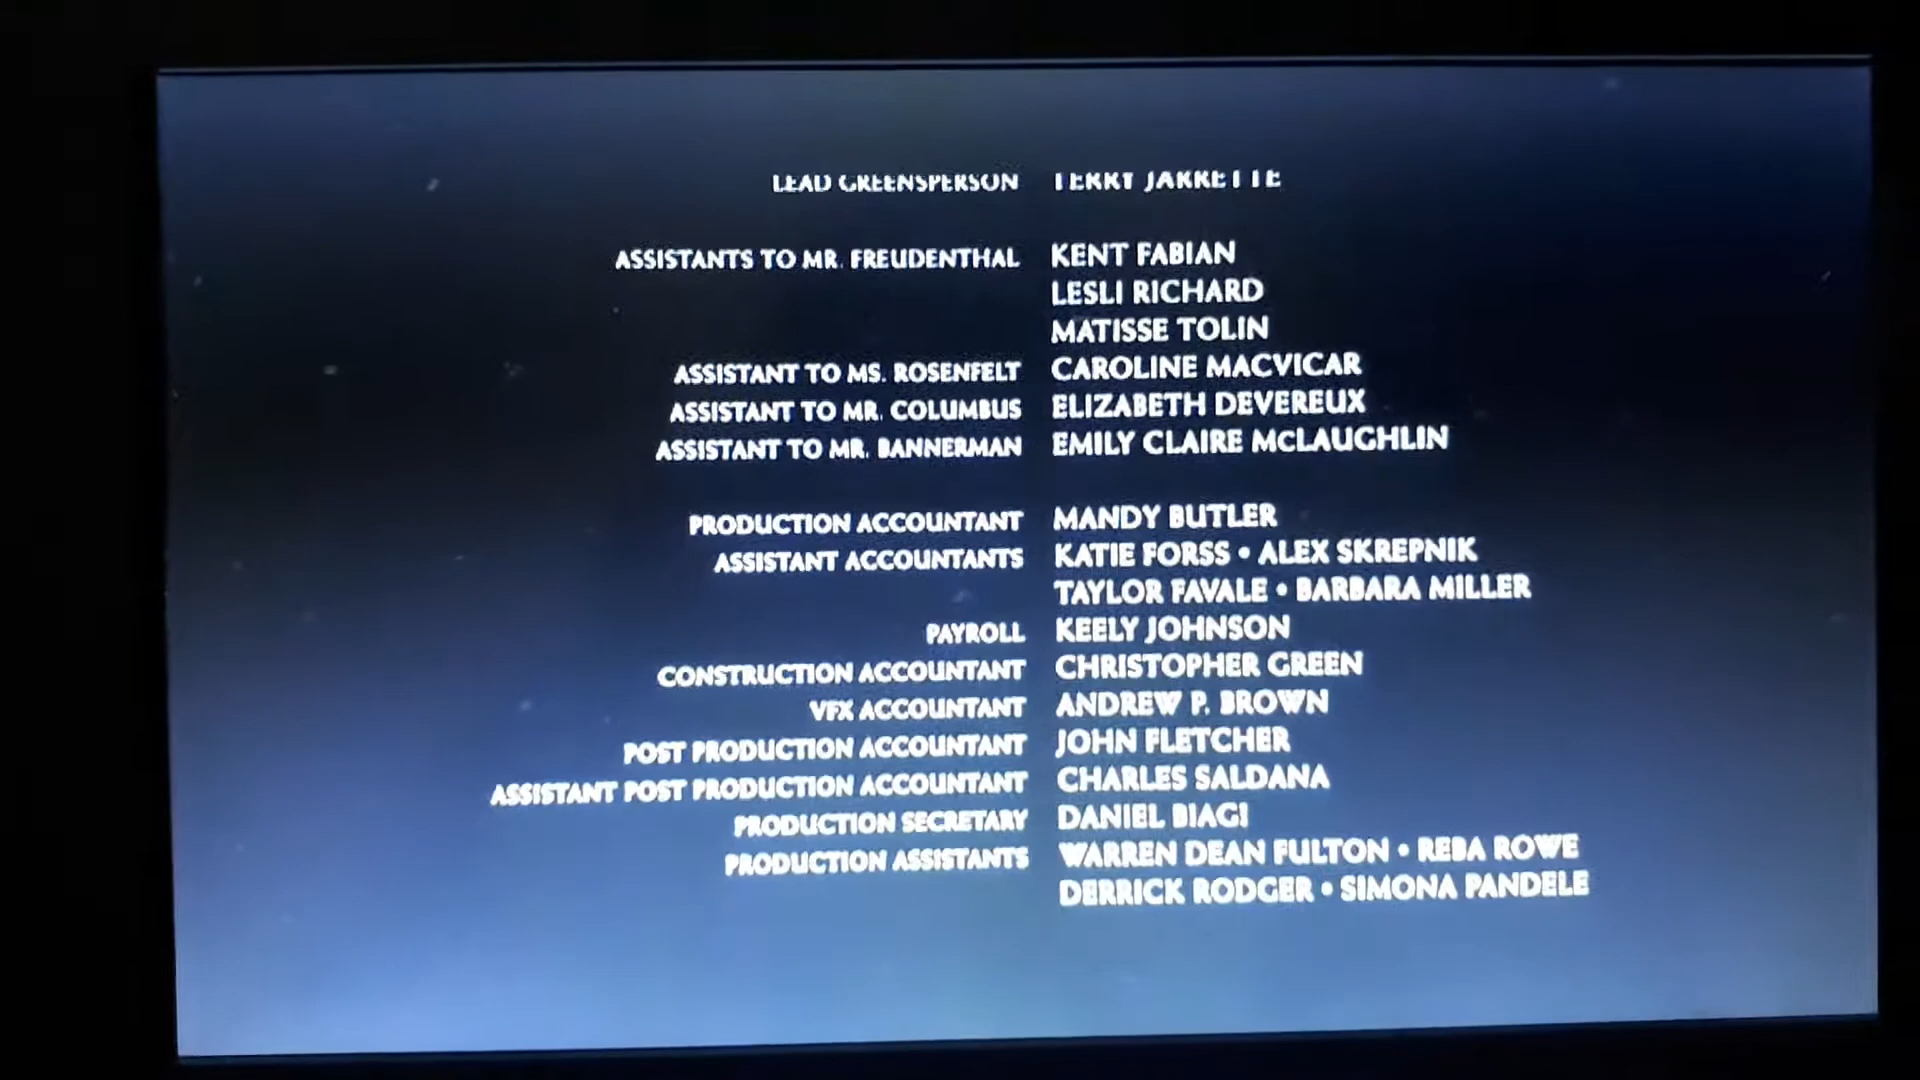 LEAD GREENSPERSON TERRY JARRETTE
ASSISTANTS TO MR. FREUDENTHAL KENT FABIAN
LESLI RICHARD
MATISSE TOLIN
ASSISTANT TO MS. ROSENFELT CAROLINE MACVICAR
ASSISTANT TO MR. COLUMBUS ELIZABETH DEVEREUX
ASSISTANT TO MR. BANNERMAN EMILY CLAIRE MCLAUGHLIN
PRODUCTION ACCOUNTANT MANDY BUTLER
ASSISTANT ACCOUNTANTS KATIE FORSS • ALEX SKREPNIK
TAYLOR FAVALE • BARBARA MILLER
PAYROLL KEELY JOHNSON
CONSTRUCTION ACCOUNTANT CHRISTOPHER GREEN
VFX ACCOUNTANT ANDREW P. BROWN
POST PRODUCTION ACCOUNTANT JOHN FLETCHER
ASSISTANT POST PRODUCTION ACCOUNTANT CHARLES SALDANA
PRODUCTION SECRETARY DANIEL BIAGI
PRODUCTION ASSISTANTS WARREN DEAN FULTON • REBA ROWE
DERRICK RODGER • SIMONA PANDELE